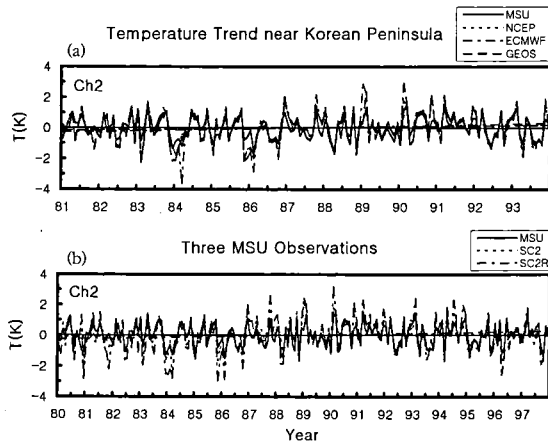 Temperature Trend near Korean Peninsula
MSU
NCEP
ECMWF
GEOS
(a)
Ch2
T(K)
4
2
0
-2
-4
81 82 83 84 85 86 87 88 89 90 91 92 93
(b)
Three MSU Observations
MSU
SC2
SC2R
Ch2
T(K)
4
2
0
-2
-4
80 81 82 83 84 85 86 87 88 89 90 91 92 93 94 95 96 97
Year